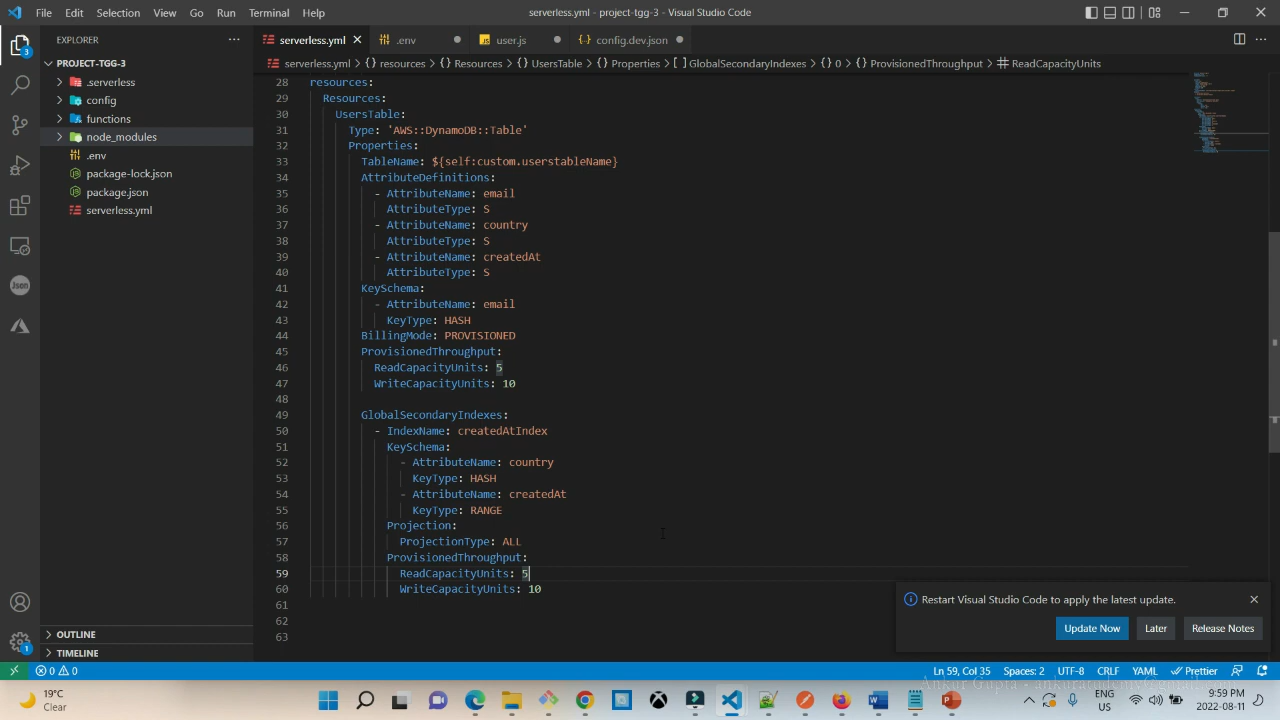 File Edit Selection View Go Run Terminal Help
serverless.yml - project-tgg-3 - Visual Studio Code
EXPLORER
PROJECT-TGG-3
.serverless
config
functions
node_modules
.env
package-lock.json
package.json
serverless.yml
OUTLINE
TIMELINE
serverless.yml .env user.js config.dev.json
serverless.yml > resources > Resources > UsersTable > Properties > GlobalSecondaryIndexes > 0 > ProvisionedThroughput > ReadCapacityUnits
28 resources:
29 Resources:
30 UsersTable:
31 Type: 'AWS::DynamoDB::Table'
32 Properties:
33 TableName: ${self:custom.userstableName}
34 AttributeDefinitions:
35 - AttributeName: email
36 AttributeType: S
37 - AttributeName: country
38 AttributeType: S
39 - AttributeName: createdAt
40 AttributeType: S
41 KeySchema:
42 - AttributeName: email
43 KeyType: HASH
44 BillingMode: PROVISIONED
45 ProvisionedThroughput:
46 ReadCapacityUnits: 5
47 WriteCapacityUnits: 10
48
49 GlobalSecondaryIndexes:
50 - IndexName: createdAtIndex
51 KeySchema:
52 - AttributeName: country
53 KeyType: HASH
54 - AttributeName: createdAt
55 KeyType: RANGE
56 Projection:
57 ProjectionType: ALL
58 ProvisionedThroughput:
59 ReadCapacityUnits: 5
60 WriteCapacityUnits: 10
61
62
63
Restart Visual Studio Code to apply the latest update.
Update Now Later Release Notes
0 0
Ln 59, Col 35 Spaces: 2 UTF-8 CRLF YAML Prettier
19°C
Clear
ENG
US
9:59 PM
2022-08-11